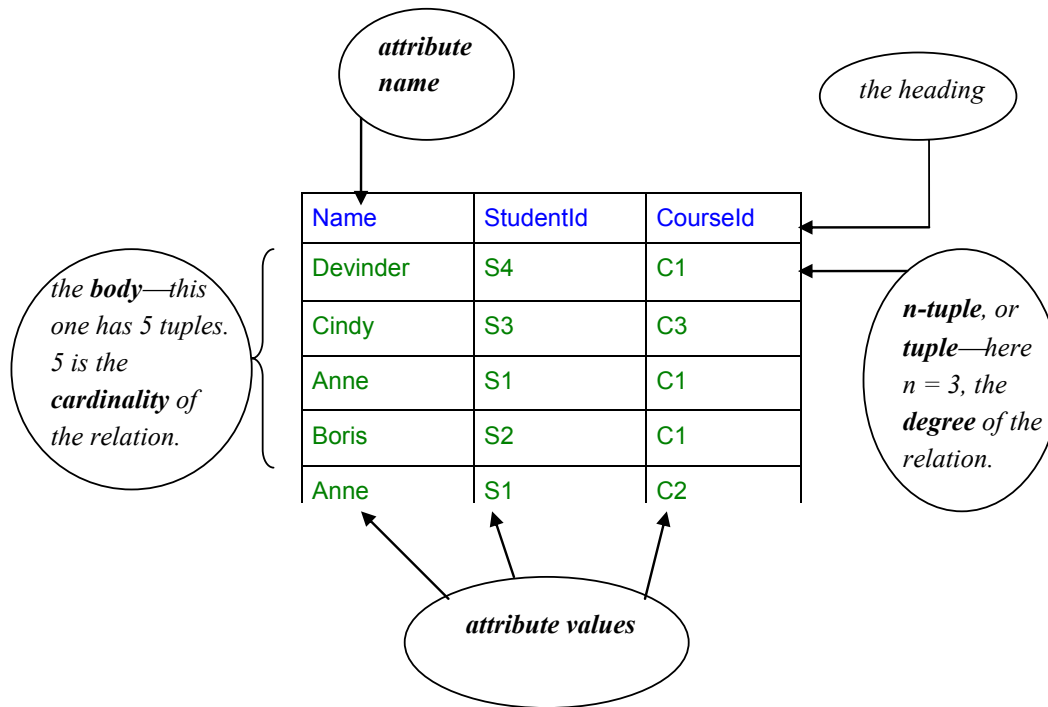 attribute
name
the heading
Name StudentId CourseId
Devinder S4 C1
Cindy S3 C3
Anne S1 C1
Boris S2 C1
Anne S1 C2
the body—this
one has 5 tuples.
5 is the
cardinality of
the relation.
n-tuple, or
tuple—here
n = 3, the
degree of the
relation.
attribute values